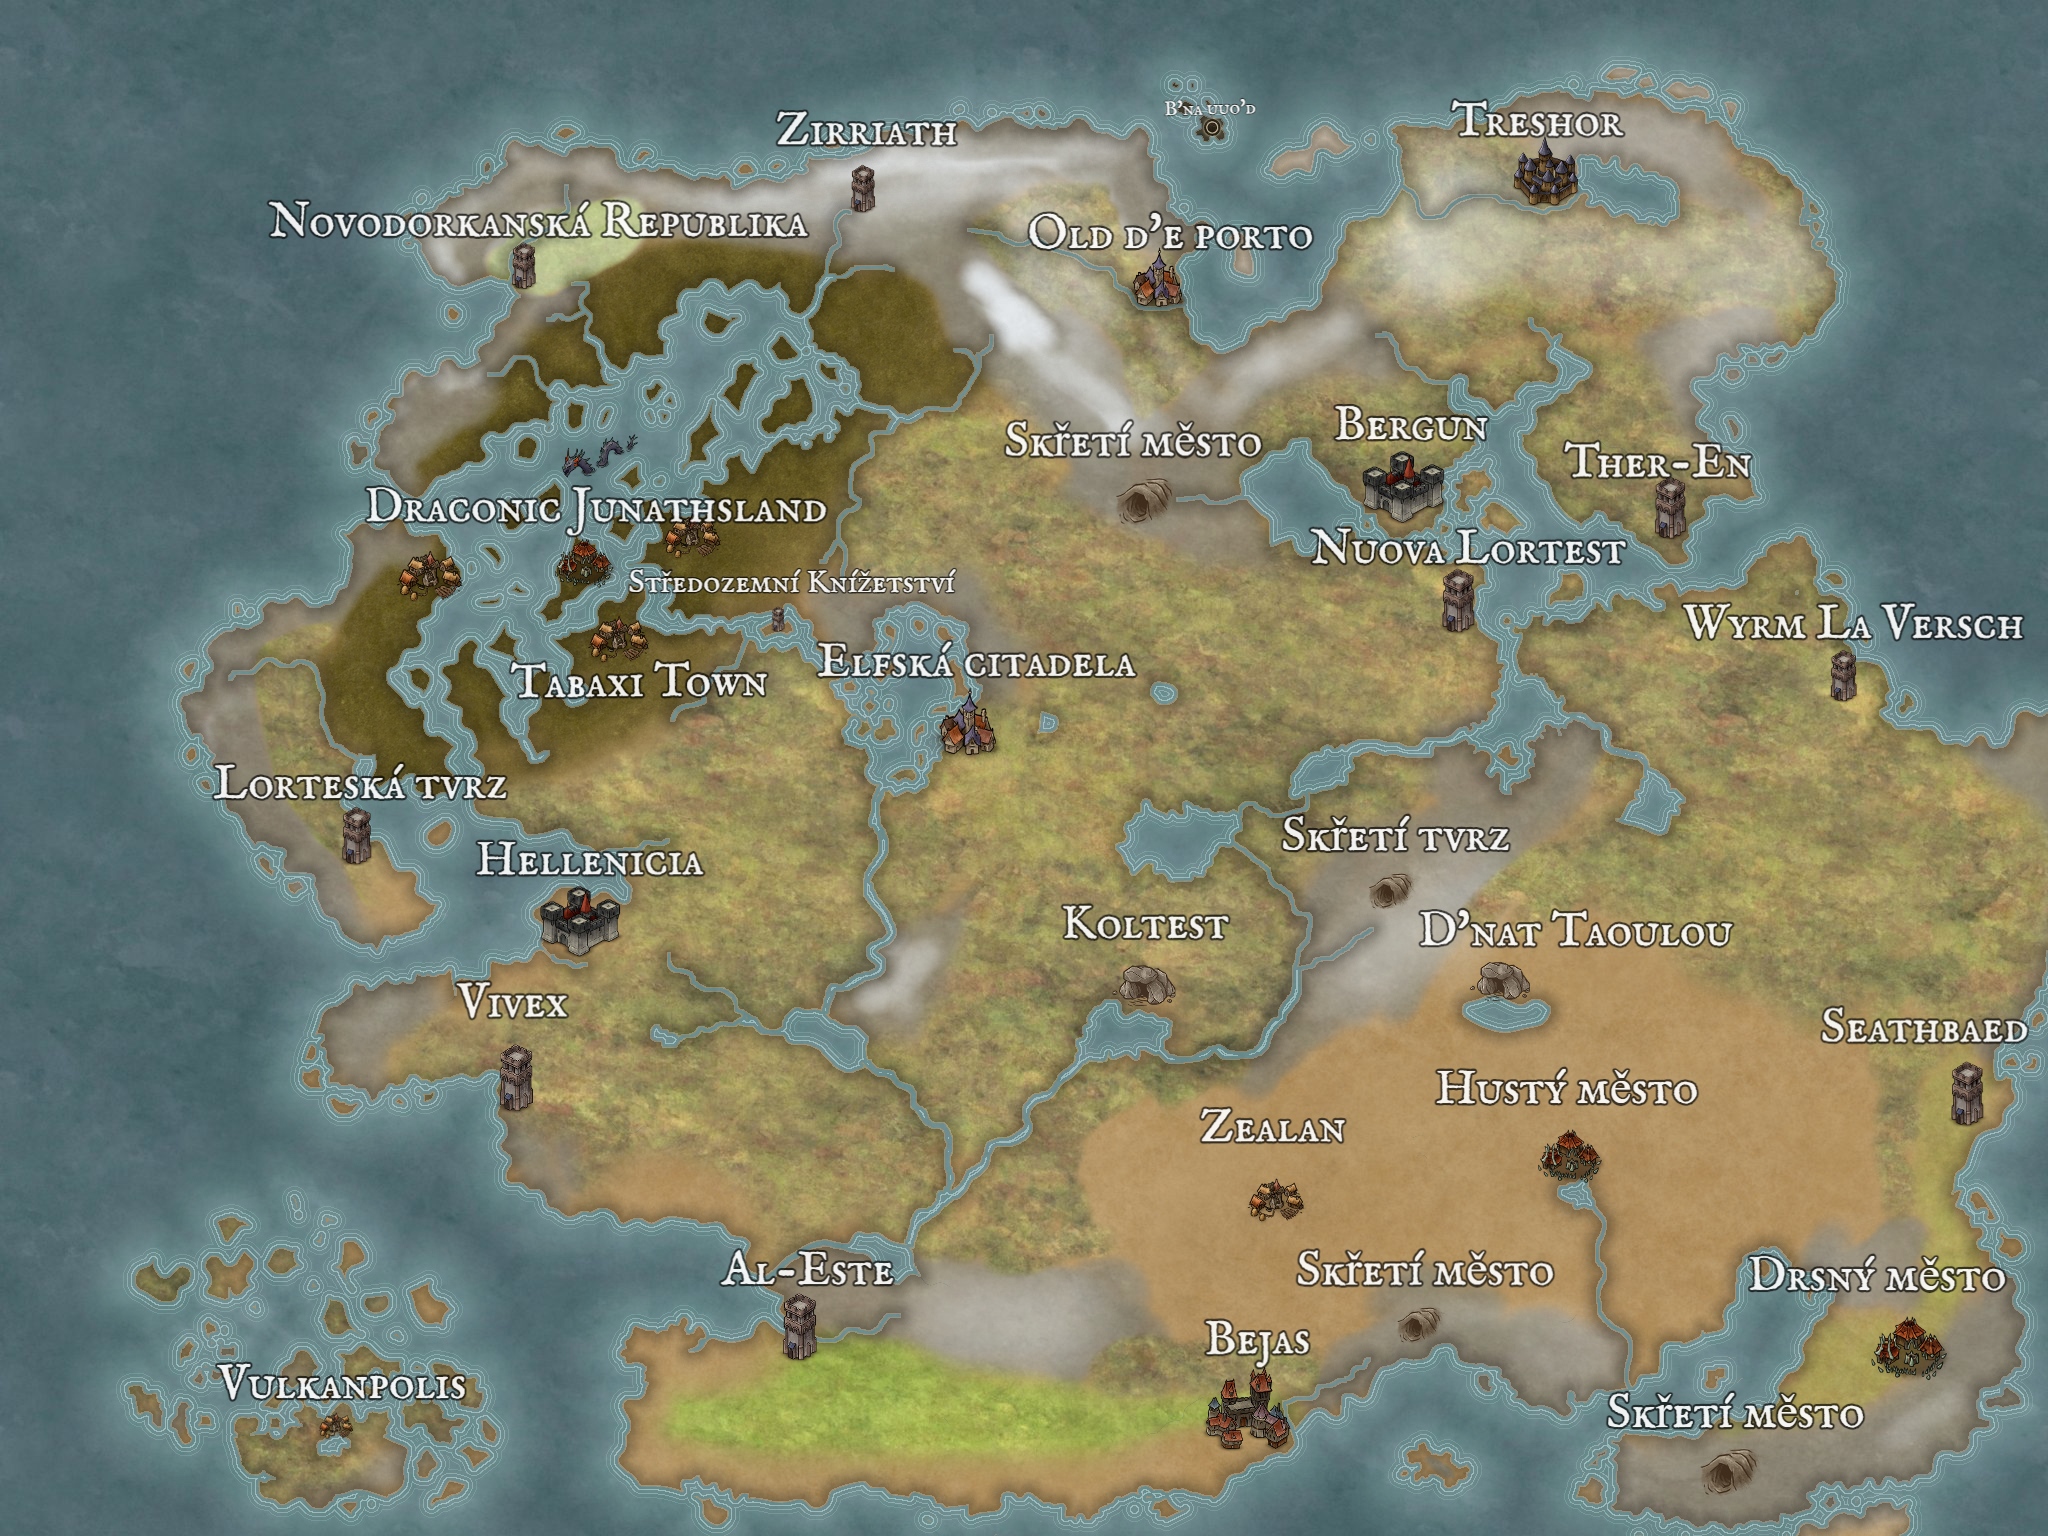 B'na uuo'd
Treshor
Zirriath
Novodorkanská Republika
Old d'e porto
Skřetí město
Bergun
Ther-En
Draconic Junathsland
Nuova Lortest
Středozemní Knížetství
Wyrm La Versch
Elfská citadela
Tabaxi Town
Lorteská tvrz
Skřetí tvrz
Hellenicia
Koltest
D'nat Taoulou
Vivex
Seathbaed
Hustý město
Zealan
Al-Este
Skřetí město
Drsný město
Bejas
Vulkanpolis
Skřetí město